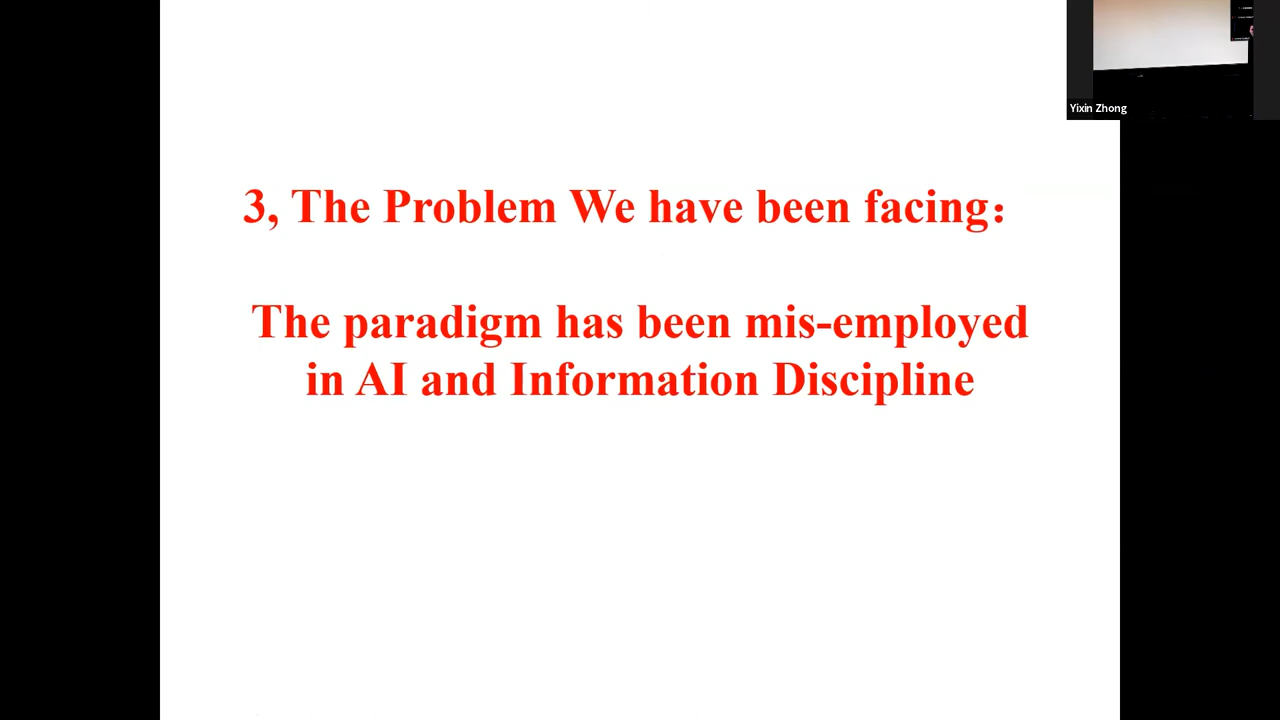 Yixin Zhong
3, The Problem We have been facing：
The paradigm has been mis-employed
in AI and Information Discipline